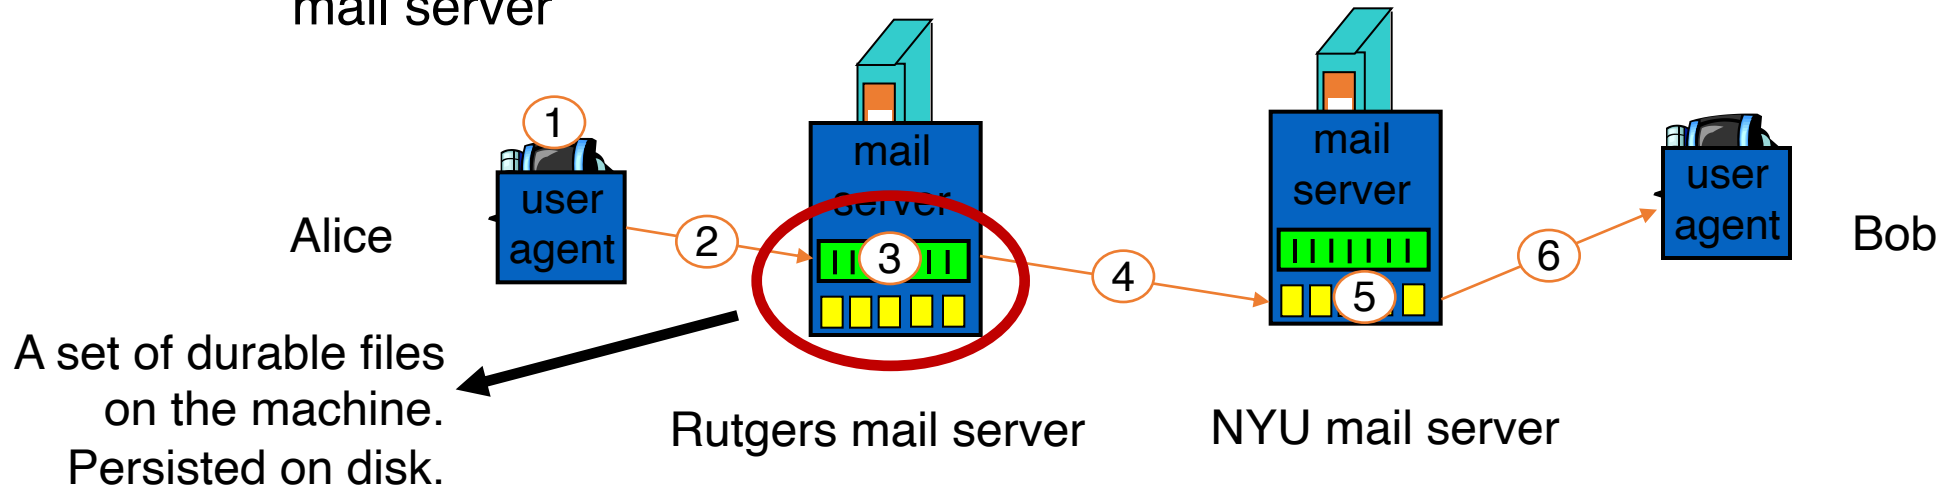 mail server
1
user
agent
Alice
2
mail
server
3
4
mail
server
5
6
user
agent
Bob
A set of durable files
on the machine.
Persisted on disk.
Rutgers mail server
NYU mail server